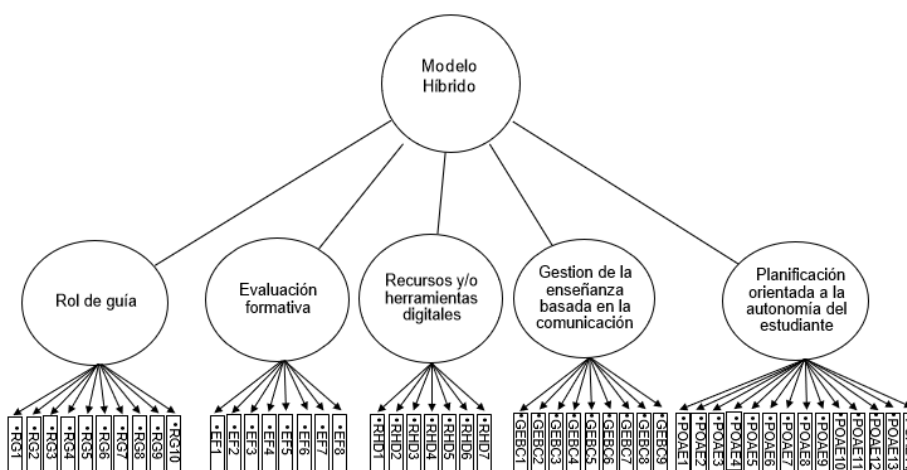 Modelo
Híbrido
Rol de guía
Evaluación
formativa
Recursos y/o
herramientas
digitales
Gestion de la
enseñanza
basada en la
comunicación
Planificación
orientada a la
autonomía del
estudiante
•RG1
•RG2
•RG3
•RG4
•RG5
•RG6
•RG7
•RG8
•RG9
•RG10
•EF1
•EF2
•EF3
•EF4
•EF5
•EF6
•EF7
•EF8
•RHD1
•RHD2
•RHD3
•RHD4
•RHD5
•RHD6
•RHD7
•GEBC1
•GEBC2
•GEBC3
•GEBC4
•GEBC5
•GEBC6
•GEBC7
•GEBC8
•GEBC9
•POAE1
•POAE2
•POAE3
•POAE4
•POAE5
•POAE6
•POAE7
•POAE8
•POAE9
•POAE10
•POAE11
•POAE12
•POAE13